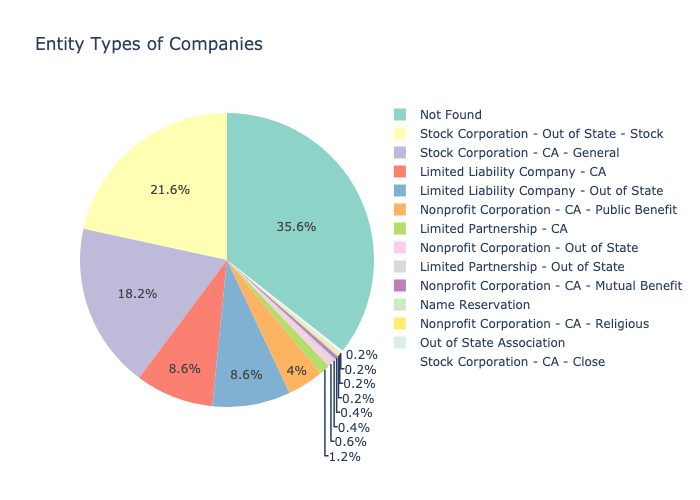 Entity Types of Companies
Not Found
Stock Corporation - Out of State - Stock
Stock Corporation - CA - General
Limited Liability Company - CA
Limited Liability Company - Out of State
Nonprofit Corporation - CA - Public Benefit
Limited Partnership - CA
Nonprofit Corporation - Out of State
Limited Partnership - Out of State
Nonprofit Corporation - CA - Mutual Benefit
Name Reservation
Nonprofit Corporation - CA - Religious
Out of State Association
Stock Corporation - CA - Close
21.6%
35.6%
18.2%
8.6%
8.6%
4%
0.2%
0.2%
0.2%
0.2%
0.4%
0.4%
0.6%
1.2%